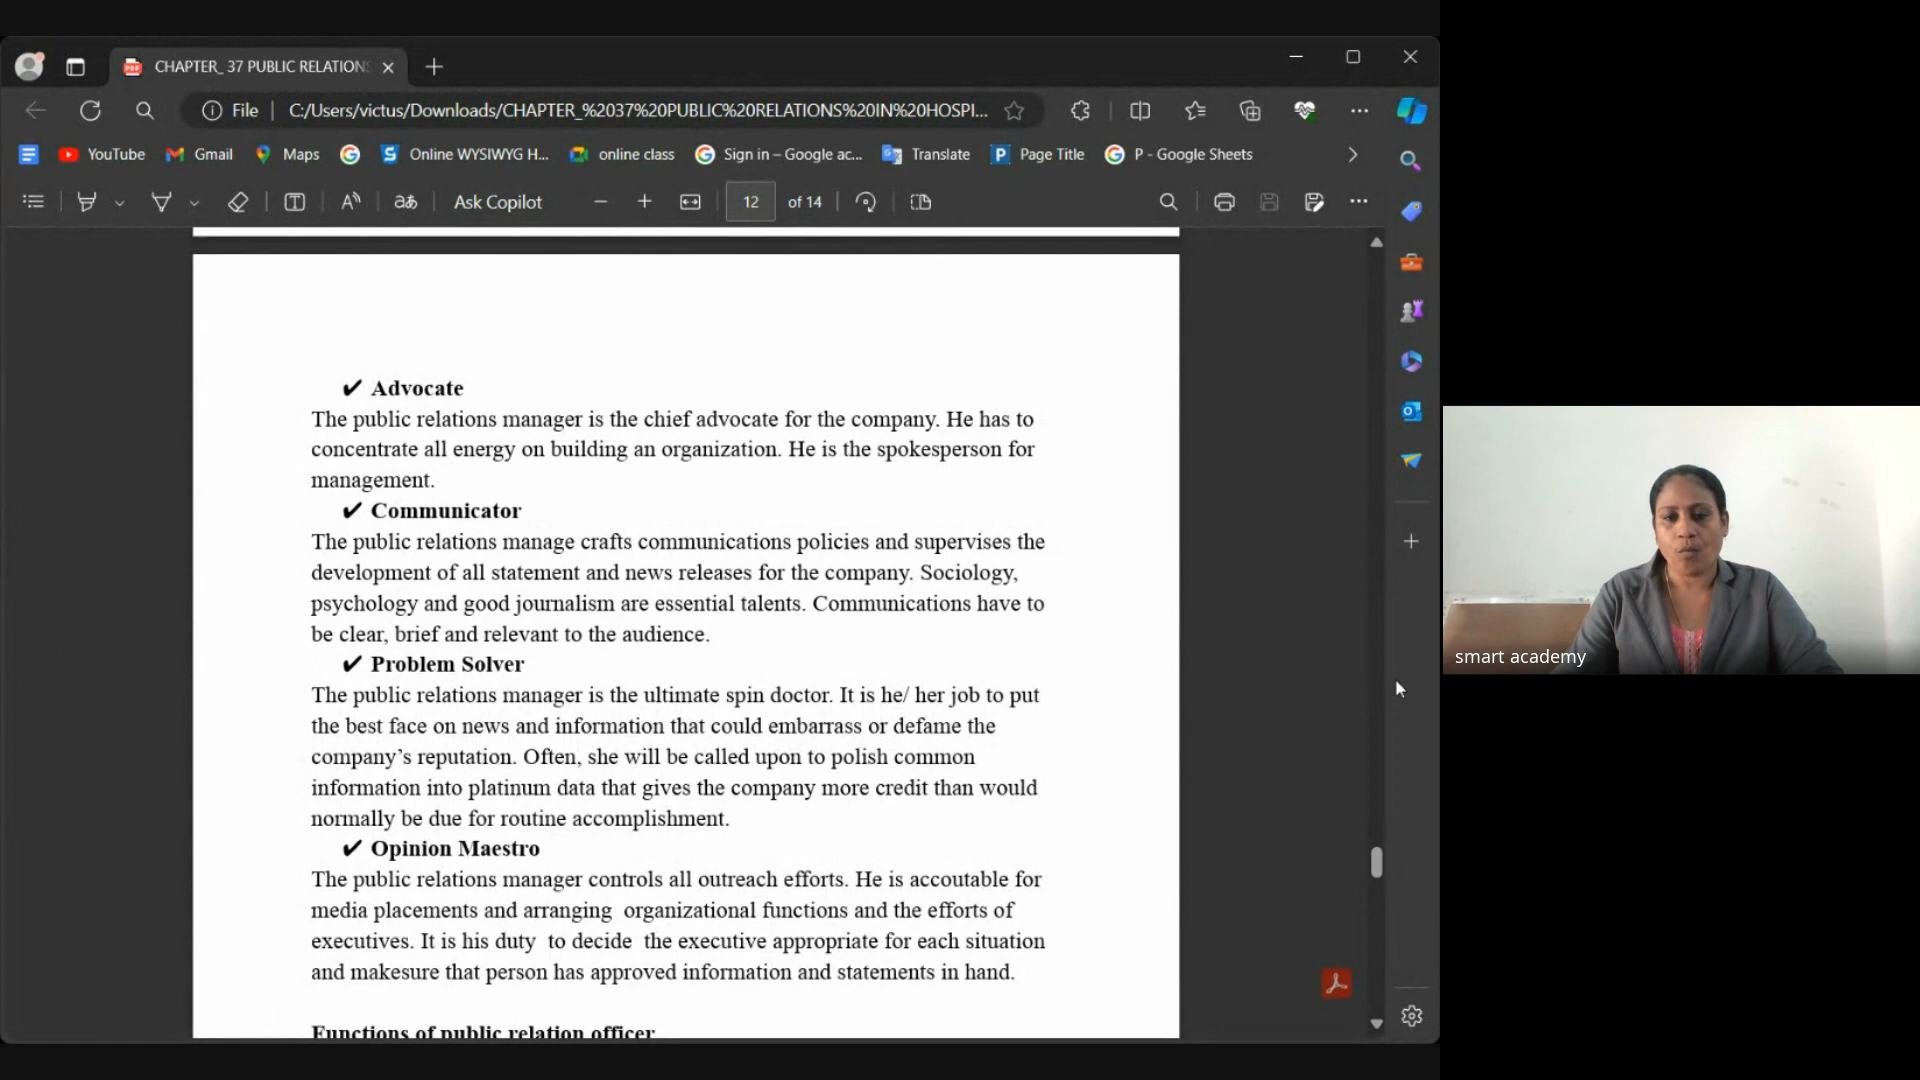 CHAPTER_ 37 PUBLIC RELATIONS
File
C:/Users/victus/Downloads/CHAPTER_%2037%20PUBLIC%20RELATIONS%20IN%20HOSPI...
YouTube
Gmail
Maps
Online WYSIWYG H...
online class
Sign in – Google ac...
Translate
Page Title
P - Google Sheets
Ask Copilot
12 of 14
✔ Advocate
The public relations manager is the chief advocate for the company. He has to
concentrate all energy on building an organization. He is the spokesperson for
management.
✔ Communicator
The public relations manage crafts communications policies and supervises the
development of all statement and news releases for the company. Sociology,
psychology and good journalism are essential talents. Communications have to
be clear, brief and relevant to the audience.
✔ Problem Solver
The public relations manager is the ultimate spin doctor. It is he/ her job to put
the best face on news and information that could embarrass or defame the
company’s reputation. Often, she will be called upon to polish common
information into platinum data that gives the company more credit than would
normally be due for routine accomplishment.
✔ Opinion Maestro
The public relations manager controls all outreach efforts. He is accoutable for
media placements and arranging  organizational functions and the efforts of
executives. It is his duty  to decide  the executive appropriate for each situation
and makesure that person has approved information and statements in hand.
Functions of public relation officer
smart academy